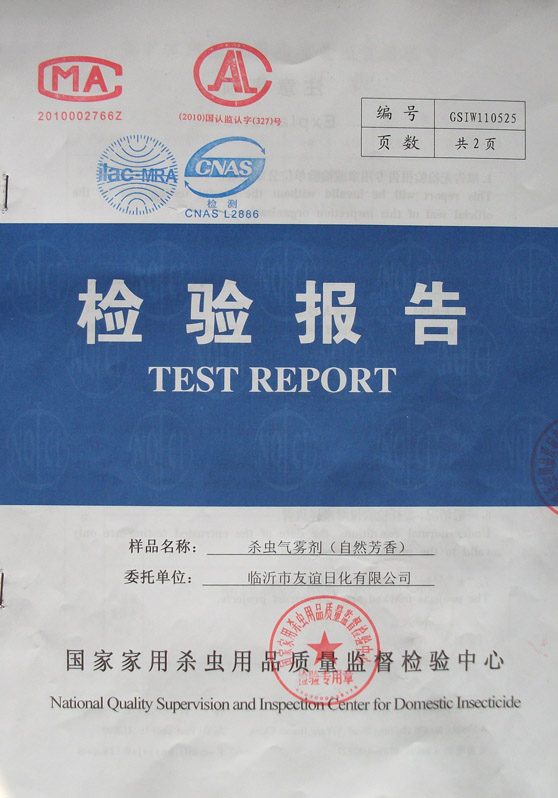 MA
2010002766Z
AL
(2010)国认监认字(327)号
编号 GSIW110525
页数 共2页
ilac-MRA
CNAS
检测
CNAS L2886
检验报告
TEST REPORT
样品名称： 杀虫气雾剂（自然芳香）
委托单位： 临沂市友谊日化有限公司
国家家用杀虫用品质量监督检验中心
检验专用章
National Quality Supervision and Inspection Center for Domestic Insecticide